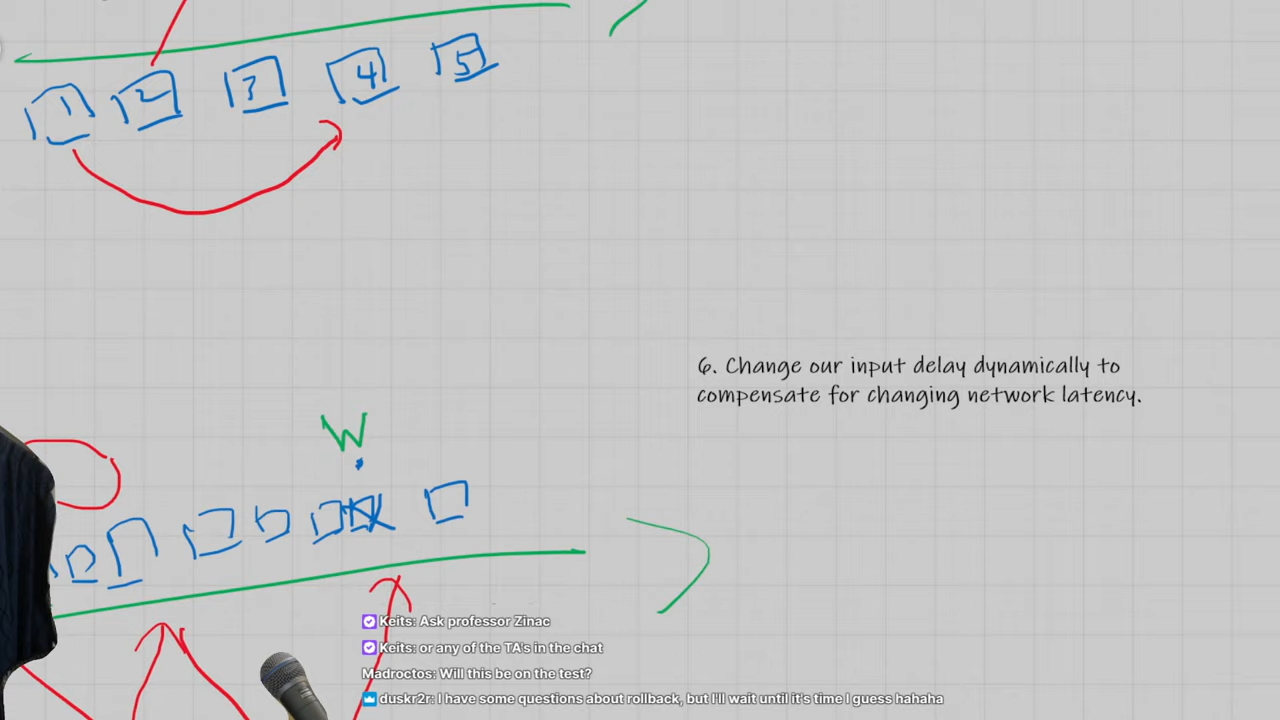 1 2 3 4 5
6. Change our input delay dynamically to
compensate for changing network latency.
W
Keits: Ask professor Zinac
Keits: or any of the TA's in the chat
Madroctos: Will this be on the test?
duskr2r: I have some questions about rollback, but I'll wait until it's time I guess hahaha